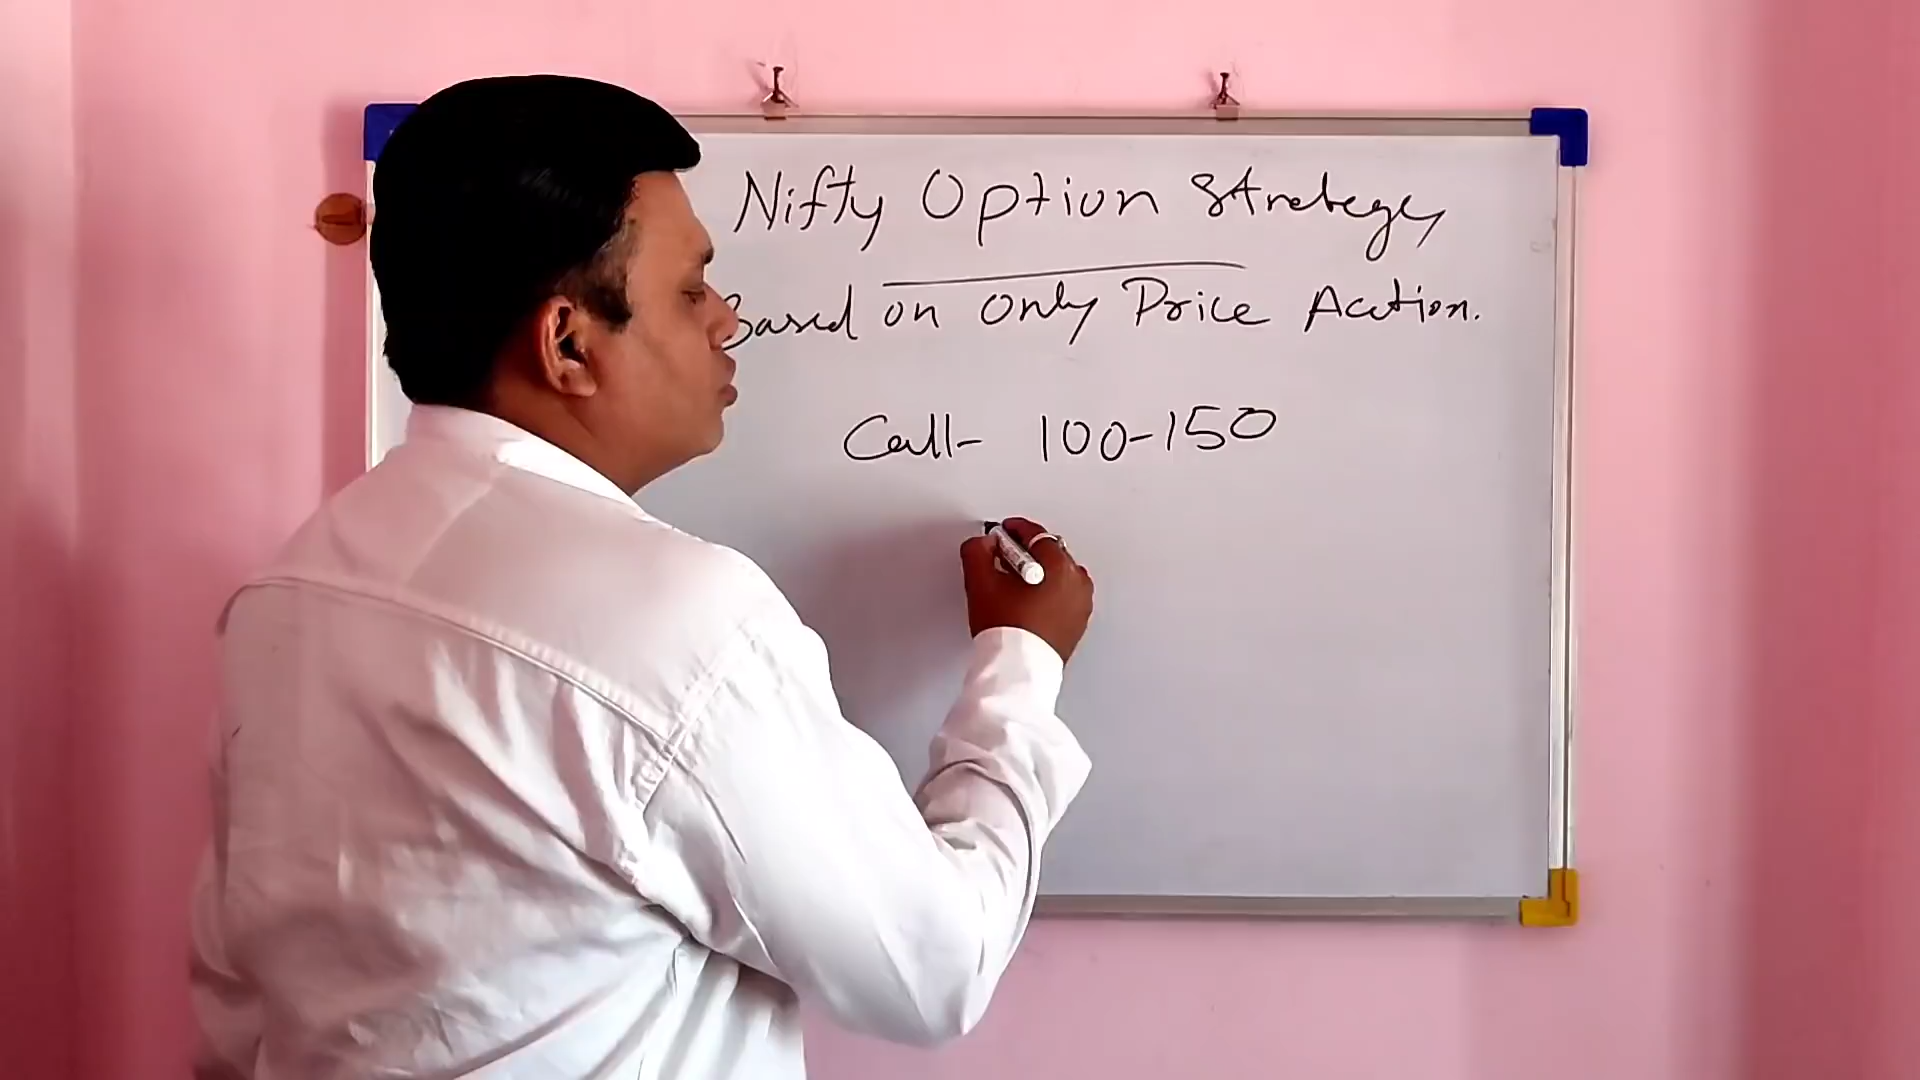 Nifty Option Strategy
Based on Only Price Action.
Call- 100-150